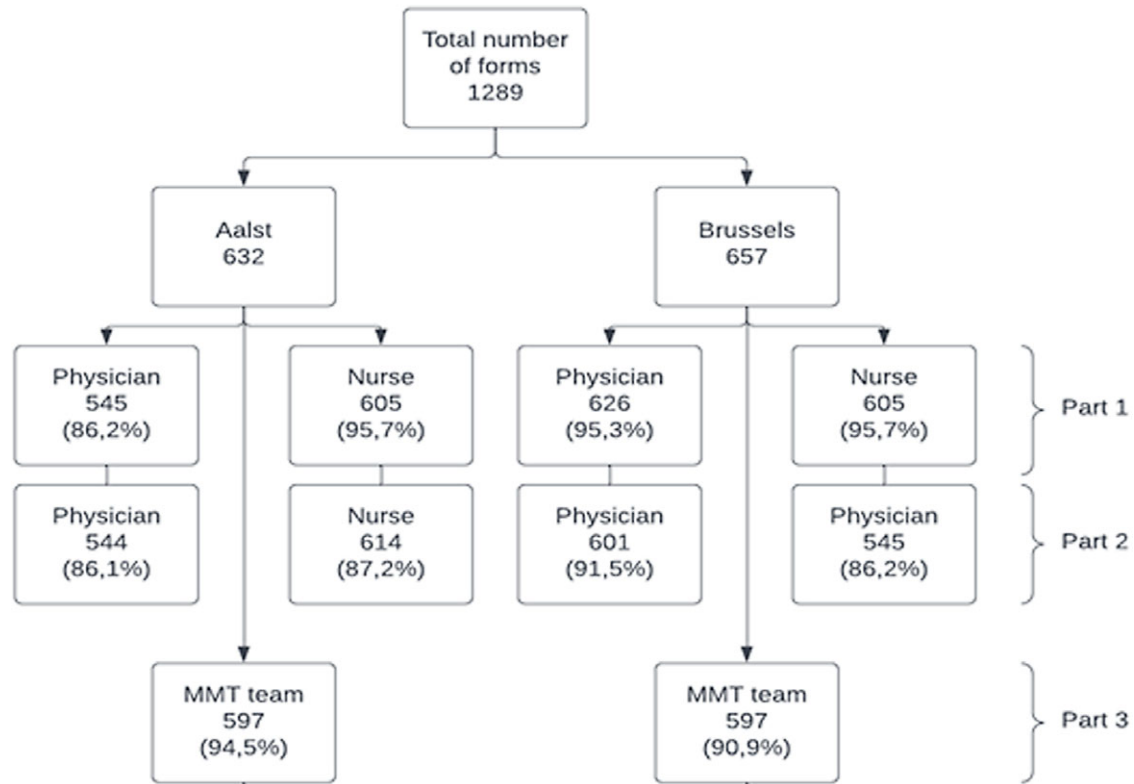 Total number
of forms
1289
Aalst
632
Brussels
657
Physician
545
(86,2%)
Nurse
605
(95,7%)
Physician
626
(95,3%)
Nurse
605
(95,7%)
Part 1
Physician
544
(86,1%)
Nurse
614
(87,2%)
Physician
601
(91,5%)
Physician
545
(86,2%)
Part 2
MMT team
597
(94,5%)
MMT team
597
(90,9%)
Part 3